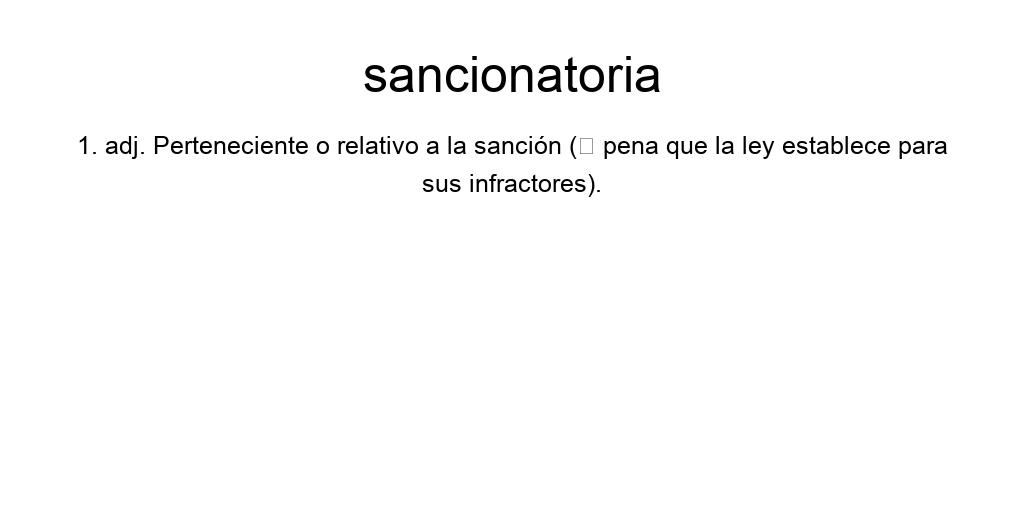 sancionatoria
1. adj. Perteneciente o relativo a la sanción (□ pena que la ley establece para
sus infractores).